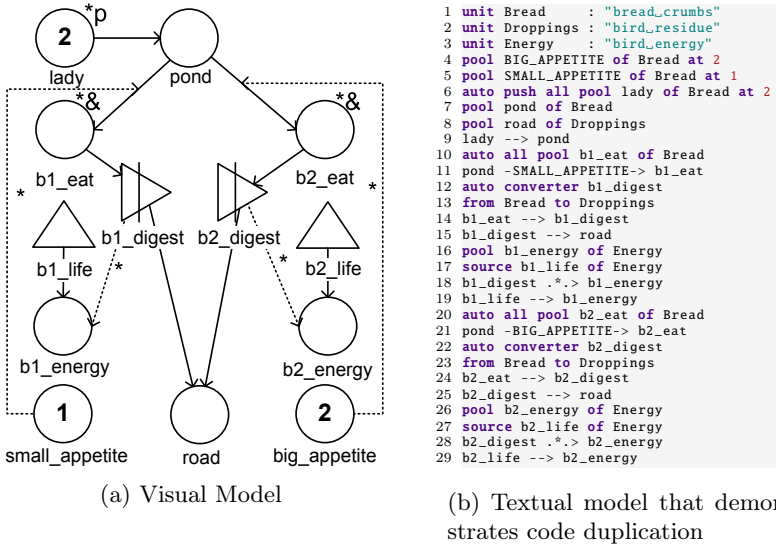 *p
2
lady
pond
*&
*&
b1_eat
b2_eat
*
*
b1_digest
b2_digest
b1_life
b2_life
*
*
b1_energy
b2_energy
1
2
small_appetite
road
big_appetite
(a) Visual Model
1 unit Bread : "bread␣crumbs"
2 unit Droppings : "bird␣residue"
3 unit Energy : "bird␣energy"
4 pool BIG_APPETITE of Bread at 2
5 pool SMALL_APPETITE of Bread at 1
6 auto push all pool lady of Bread at 2
7 pool pond of Bread
8 pool road of Droppings
9 lady --> pond
10 auto all pool b1_eat of Bread
11 pond -SMALL_APPETITE-> b1_eat
12 auto converter b1_digest
13 from Bread to Droppings
14 b1_eat --> b1_digest
15 b1_digest --> road
16 pool b1_energy of Energy
17 source b1_life of Energy
18 b1_digest .*.> b1_energy
19 b1_life --> b1_energy
20 auto all pool b2_eat of Bread
21 pond -BIG_APPETITE-> b2_eat
22 auto converter b2_digest
23 from Bread to Droppings
24 b2_eat --> b2_digest
25 b2_digest --> road
26 pool b2_energy of Energy
27 source b2_life of Energy
28 b2_digest .*.> b2_energy
29 b2_life --> b2_energy
(b) Textual model that demon
strates code duplication